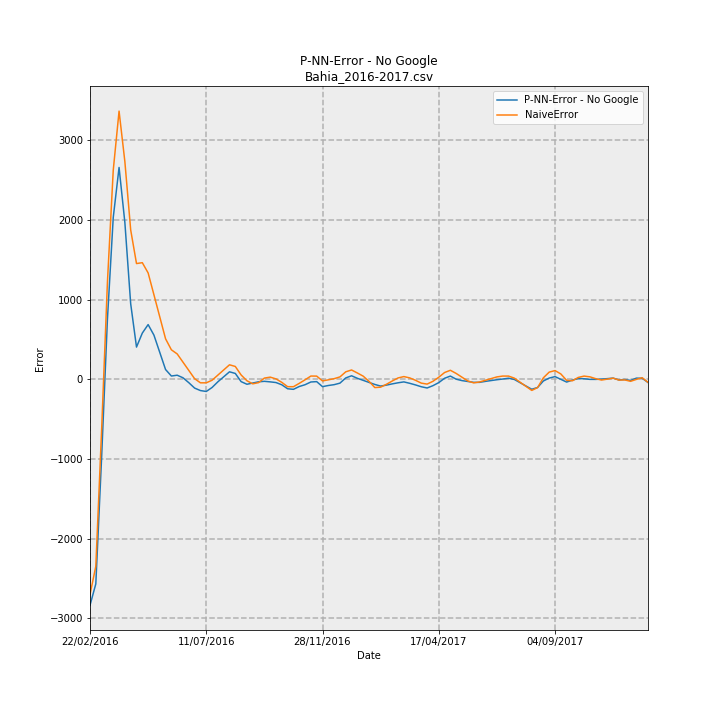 P-NN-Error - No Google
Bahia_2016-2017.csv
P-NN-Error - No Google
NaiveError
3000
2000
1000
0
−1000
−2000
−3000
Error
22/02/2016
11/07/2016
28/11/2016
17/04/2017
04/09/2017
Date